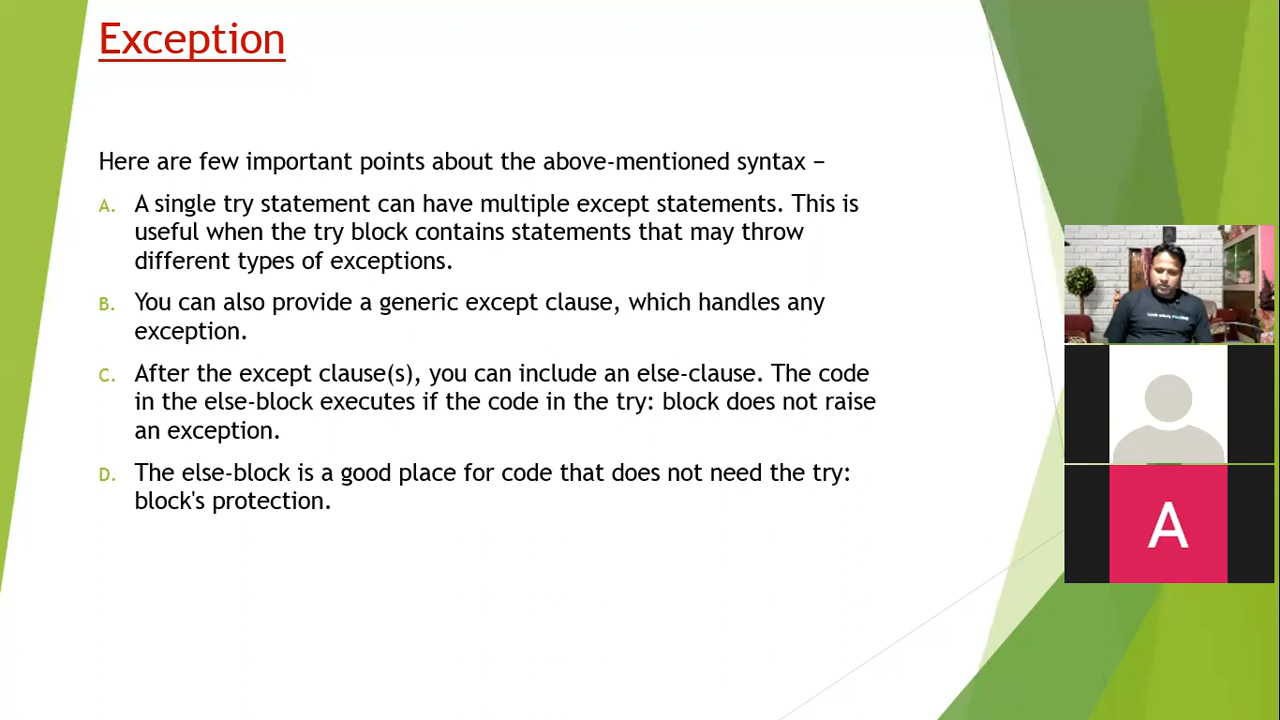 Exception
Here are few important points about the above-mentioned syntax –
A. A single try statement can have multiple except statements. This is
useful when the try block contains statements that may throw
different types of exceptions.
B. You can also provide a generic except clause, which handles any
exception.
C. After the except clause(s), you can include an else-clause. The code
in the else-block executes if the code in the try: block does not raise
an exception.
D. The else-block is a good place for code that does not need the try:
block's protection.
A